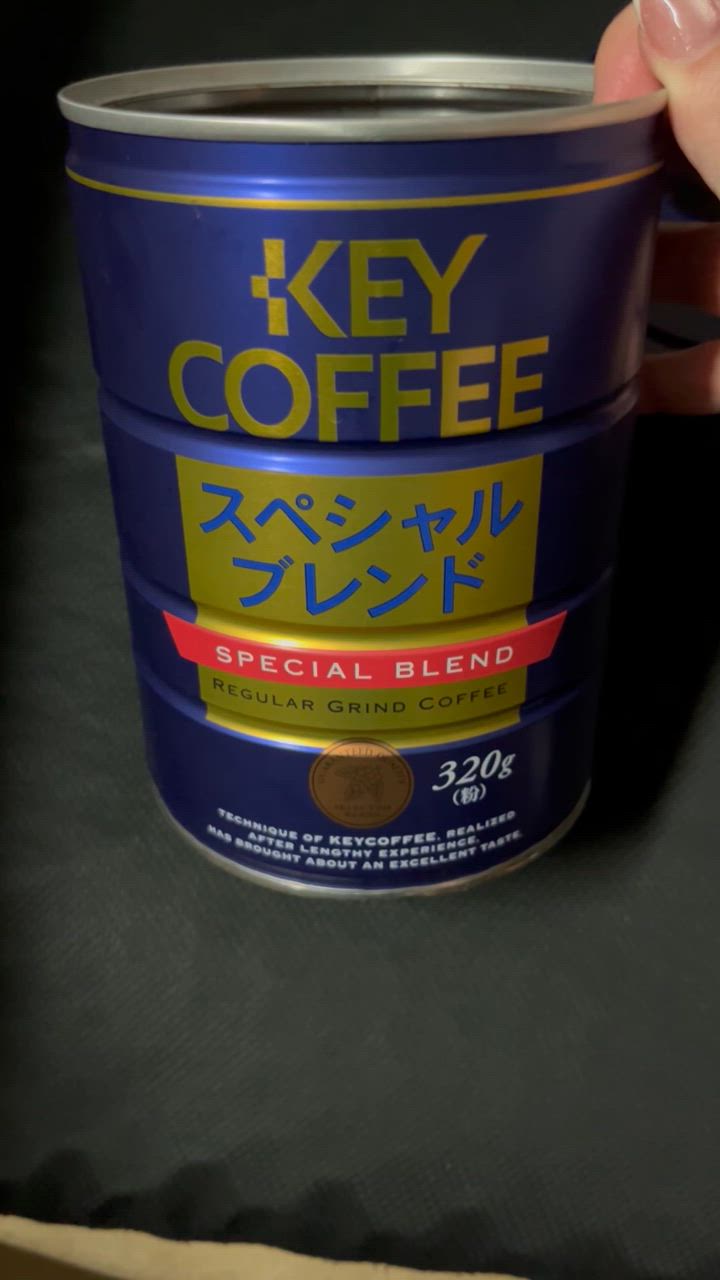 KEY
COFFEE
スペシャル
ブレンド
SPECIAL BLEND
REGULAR GRIND COFFEE
320g
(粉)
TECHNIQUE OF KEYCOFFEE. REALIZED
AFTER LENGTHY EXPERIENCE.
HAS BROUGHT ABOUT AN EXCELLENT TASTE.